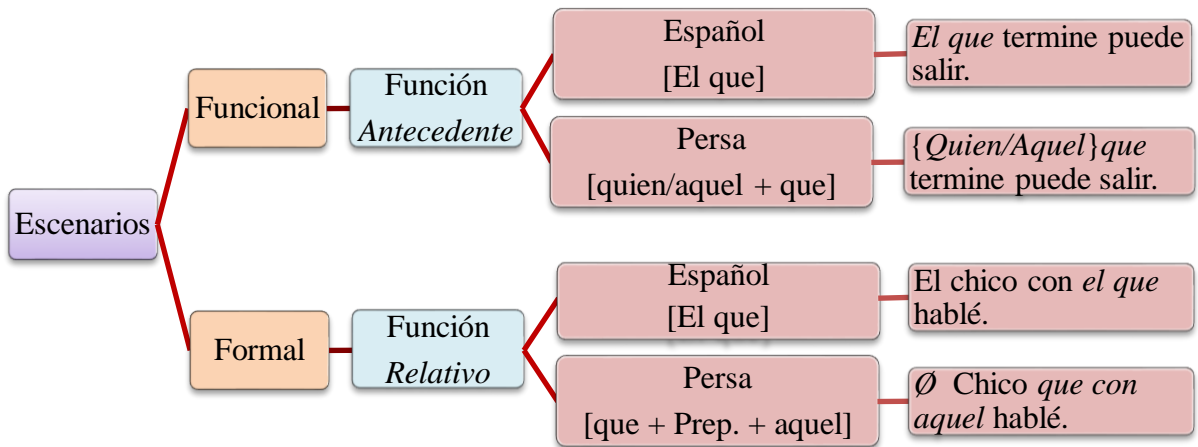 Escenarios
Funcional
Función
Antecedente
Español
[El que]
El que termine puede
salir.
Persa
[quien/aquel + que]
{Quien/Aquel}que
termine puede salir.
Formal
Función
Relativo
Español
[El que]
El chico con el que
hablé.
Persa
[que + Prep. + aquel]
Ø Chico que con
aquel hablé.